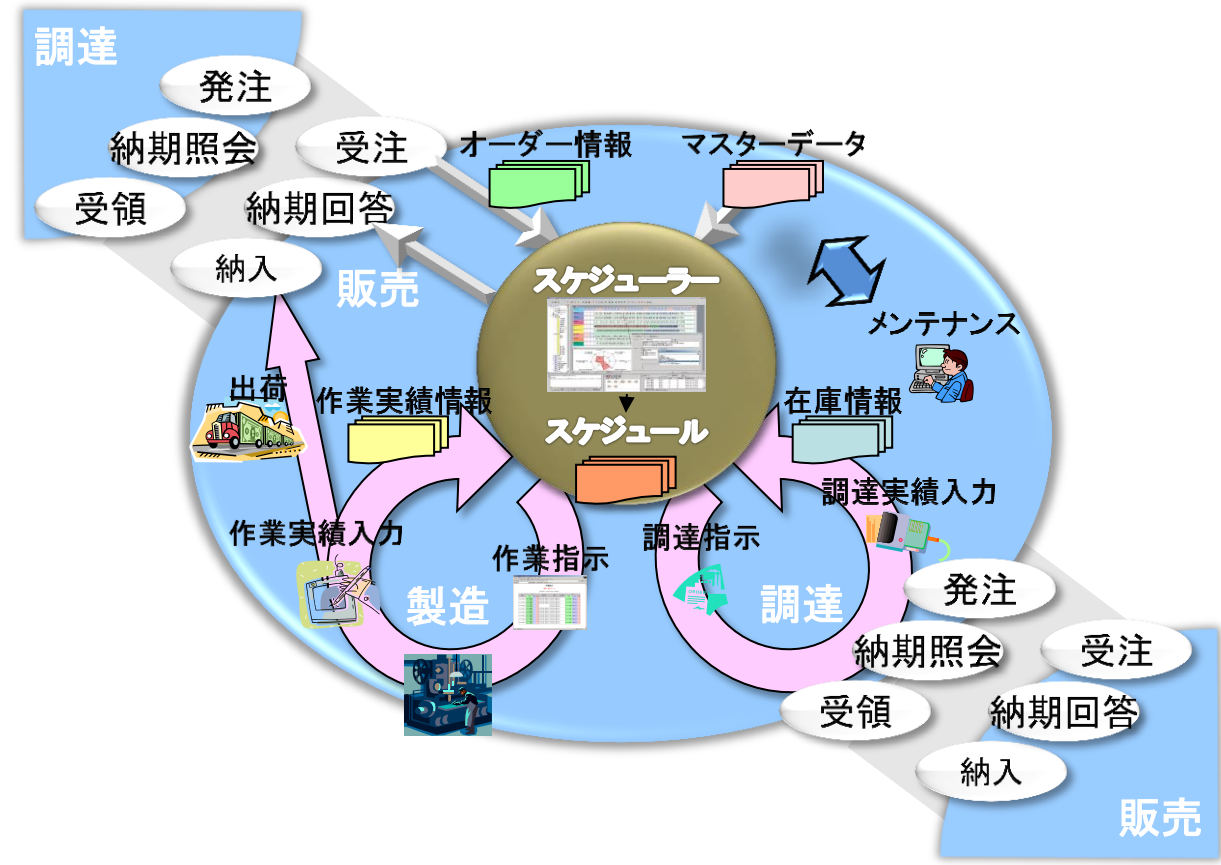 調達
発注
納期照会
受注
受領
納期回答
納入
販売
オーダー情報
マスターデータ
スケジューラー
スケジュール
メンテナンス
出荷
作業実績情報
在庫情報
調達実績入力
作業実績入力
作業指示
調達指示
製造
調達
発注
納期照会
受注
受領
納期回答
納入
販売